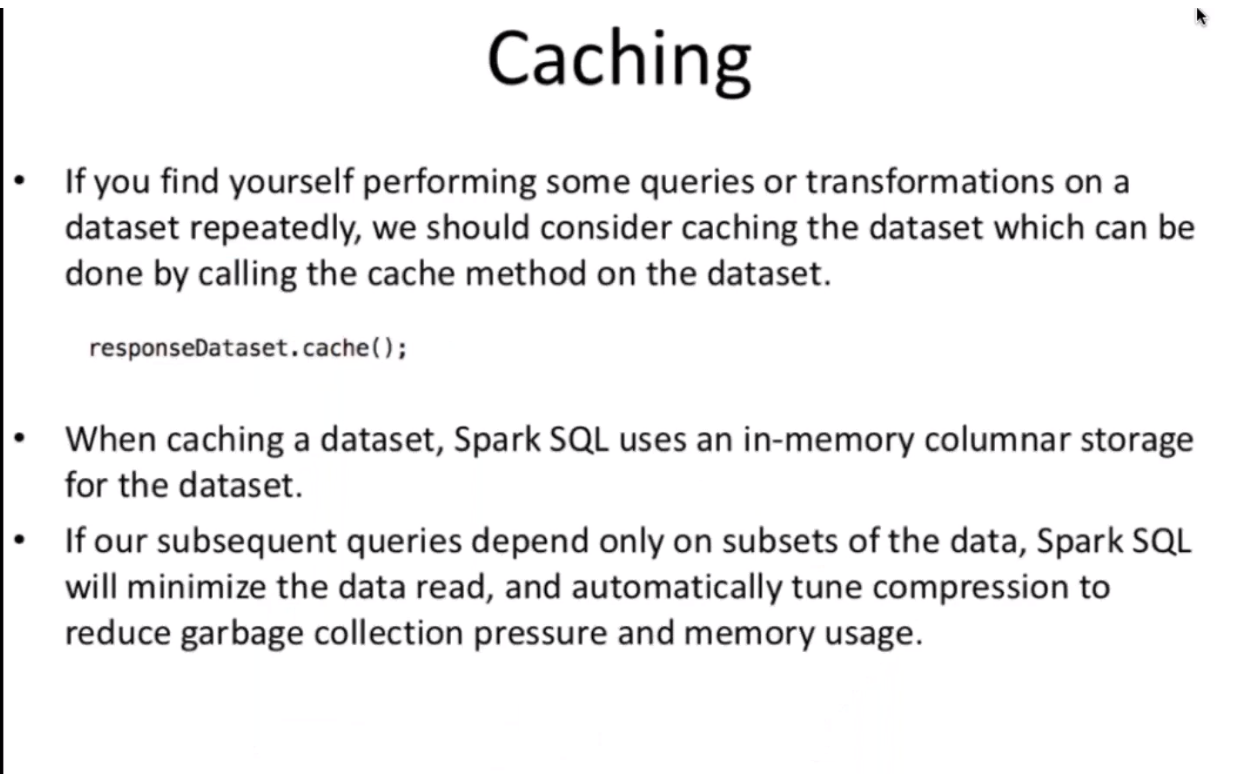 Caching
• If you find yourself performing some queries or transformations on a
dataset repeatedly, we should consider caching the dataset which can be
done by calling the cache method on the dataset.
responseDataset.cache();
• When caching a dataset, Spark SQL uses an in-memory columnar storage
for the dataset.
• If our subsequent queries depend only on subsets of the data, Spark SQL
will minimize the data read, and automatically tune compression to
reduce garbage collection pressure and memory usage.